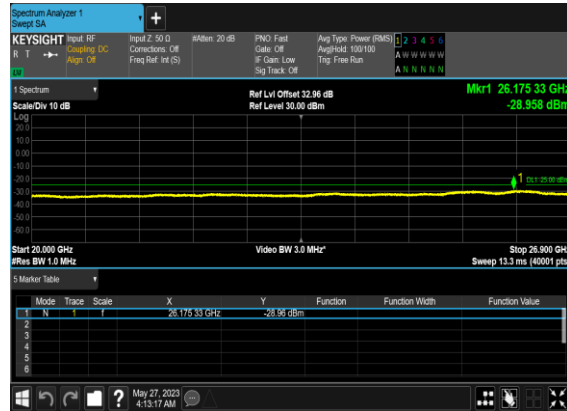 Spectrum Analyzer 1
Swept SA
+
KEYSIGHT Input: RF
R T
Coupling: DC
Align: Off
LW
Input Z: 50 Ω
Corrections: Off
Freq Ref: Int (S)
#Atten: 20 dB
PNO: Fast
Gate: Off
IF Gain: Low
Sig Track: Off
Avg Type: Power (RMS)
Avg|Hold: 100/100
Trig: Free Run
1 2 3 4 5 6
A W W W W W
A N N N N N
1 Spectrum
Scale/Div 10 dB
Ref Lvl Offset 32.96 dB
Ref Level 30.00 dBm
Mkr1 26.175 33 GHz
-28.958 dBm
Log
20.0
10.0
0.00
-10.0
-20.0
-30.0
-40.0
-50.0
-60.0
1
DL1 -25.00 dBm
Start 20.000 GHz
#Res BW 1.0 MHz
Video BW 3.0 MHz*
Stop 26.900 GHz
Sweep 13.3 ms (40001 pts
5 Marker Table
Mode Trace Scale X Y Function Function Width Function Value
1 N 1 f 26.175 33 GHz -28.96 dBm
2
3
4
5
6
?
May 27, 2023
4:13:17 AM